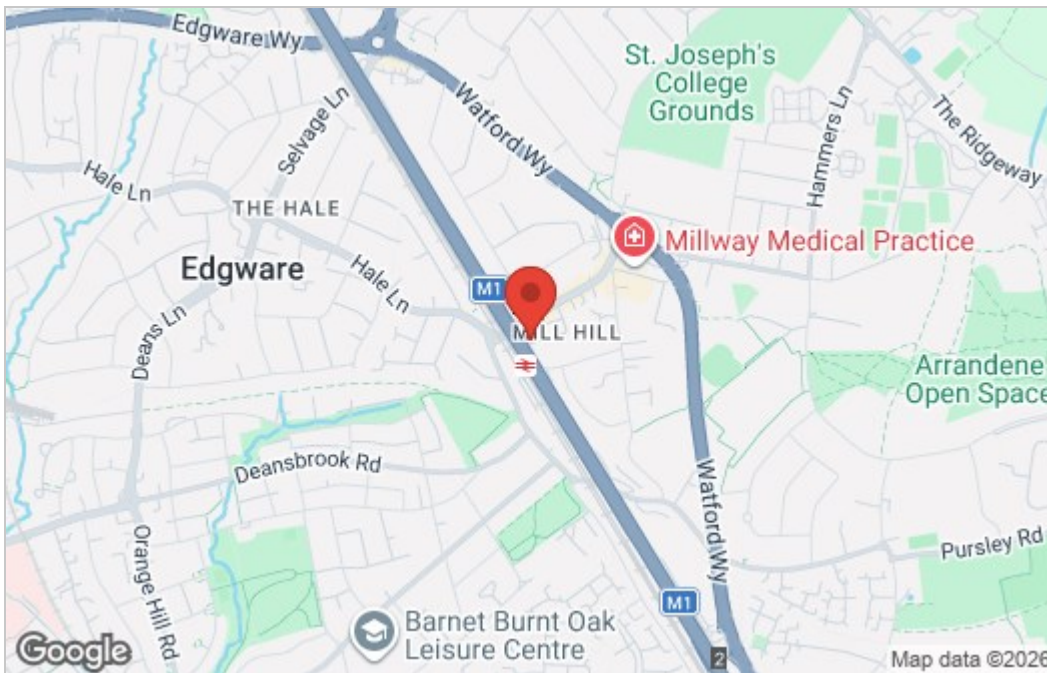 Edgware Wy
St. Joseph's
College
Grounds
Watford Wy
Selvage Ln
Hammers Ln
The Ridgeway
Hale Ln
THE HALE
Millway Medical Practice
Edgware
Hale Ln
M1
MILL HILL
Deans Ln
Arrandene
Open Space
Deansbrook Rd
Watford Wy
Orange Hill Rd
Pursley Rd
M1
Barnet Burnt Oak
Leisure Centre
2
Google
Map data ©2026